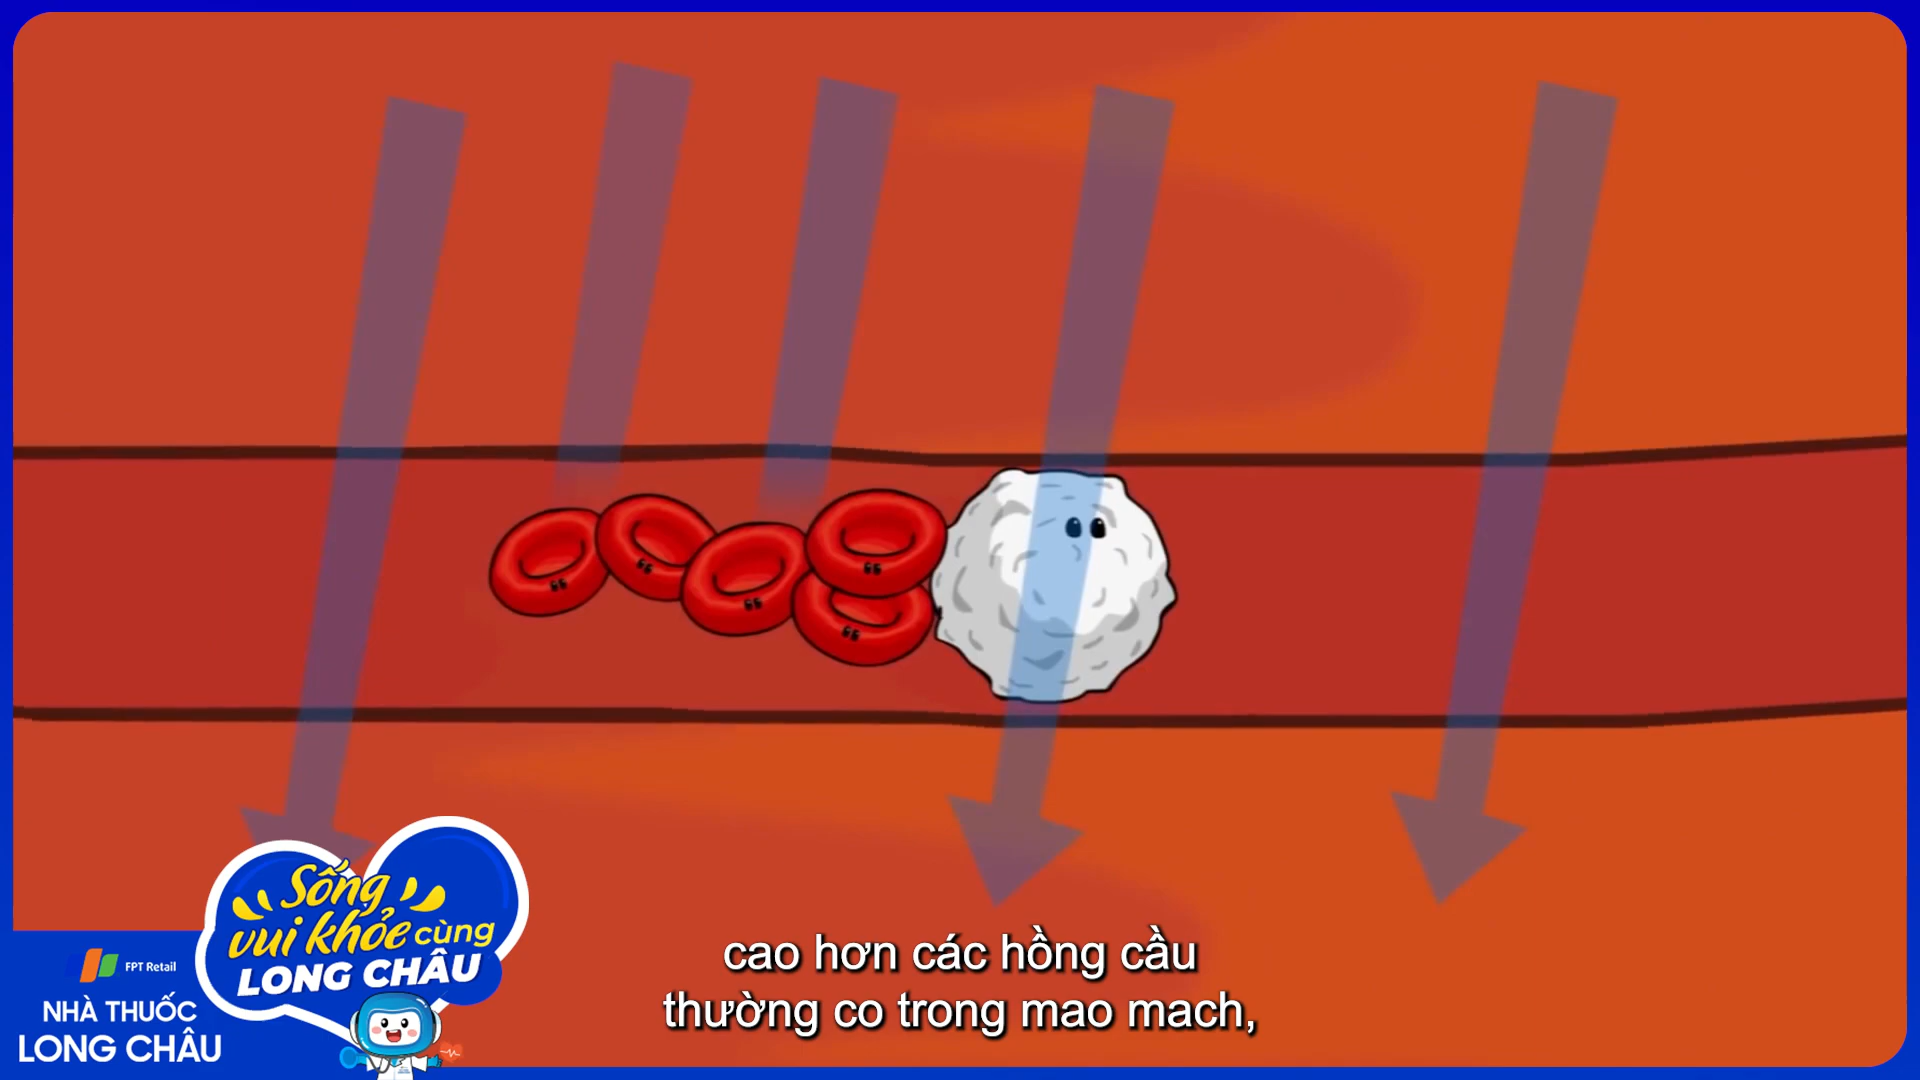 Sống
vui khỏe cùng
LONG CHÂU
FPT Retail
NHÀ THUỐC
LONG CHÂU
cao hơn các hồng cầu
thường co trong mao mạch,